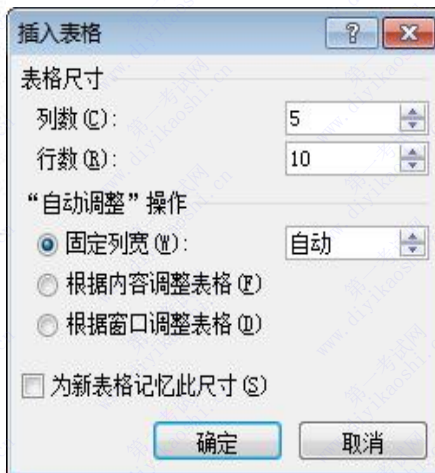 插入表格
表格尺寸
列数(C): 5
行数(R): 10
“自动调整”操作
固定列宽(W): 自动
根据内容调整表格(F)
根据窗口调整表格(D)
为新表格记忆此尺寸(S)
确定 取消